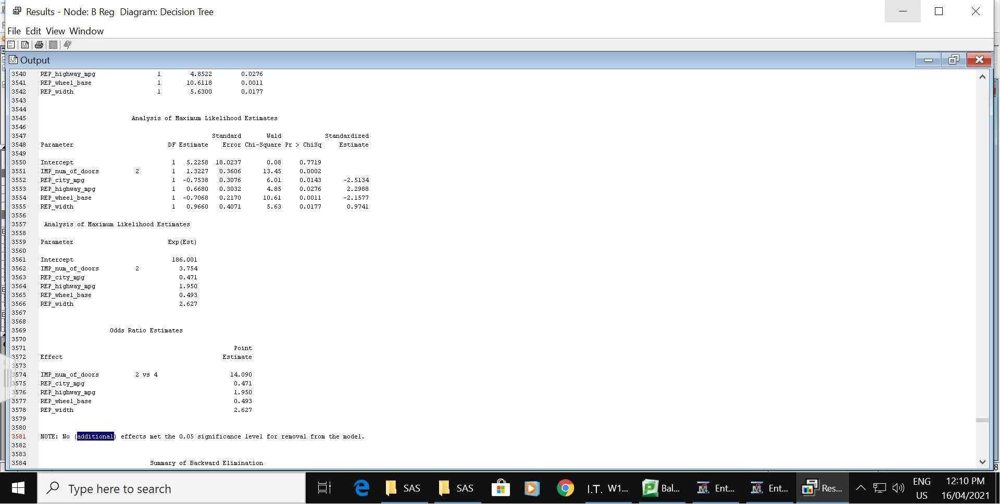 Results - Node: B Reg Diagram: Decision Tree
File Edit View Window
Output
3540 REP_highway_mpg 1 4.8522 0.0276
3541 REP_wheel_base 1 10.6118 0.0011
3542 REP_width 1 5.6300 0.0177
3543
3544
3545 Analysis of Maximum Likelihood Estimates
3546
3547 Standard Wald Standardized
3548 Parameter DF Estimate Error Chi-Square Pr > ChiSq Estimate
3549
3550 Intercept 1 5.2258 18.0237 0.08 0.7719
3551 IMP_num_of_doors 2 1 1.3227 0.3606 13.45 0.0002
3552 REP_city_mpg 1 -0.7538 0.3076 6.01 0.0143 -2.5134
3553 REP_highway_mpg 1 0.6680 0.3032 4.85 0.0276 2.2988
3554 REP_wheel_base 1 -0.7068 0.2170 10.61 0.0011 -2.1577
3555 REP_width 1 0.9660 0.4071 5.63 0.0177 0.9741
3556
3557 Analysis of Maximum Likelihood Estimates
3558
3559 Parameter Exp(Est)
3560
3561 Intercept 186.001
3562 IMP_num_of_doors 2 3.754
3563 REP_city_mpg 0.471
3564 REP_highway_mpg 1.950
3565 REP_wheel_base 0.493
3566 REP_width 2.627
3567
3568
3569 Odds Ratio Estimates
3570
3571 Point
3572 Effect Estimate
3573
3574 IMP_num_of_doors 2 vs 4 14.090
3575 REP_city_mpg 0.471
3576 REP_highway_mpg 1.950
3577 REP_wheel_base 0.493
3578 REP_width 2.627
3579
3580
3581 NOTE: No (additional) effects met the 0.05 significance level for removal from the model.
3582
3583
3584 Summary of Backward Elimination
Type here to search
SAS
SAS
I.T. W1...
Bal...
Ent...
Ent...
Res...
ENG
US
12:10 PM
16/04/2021